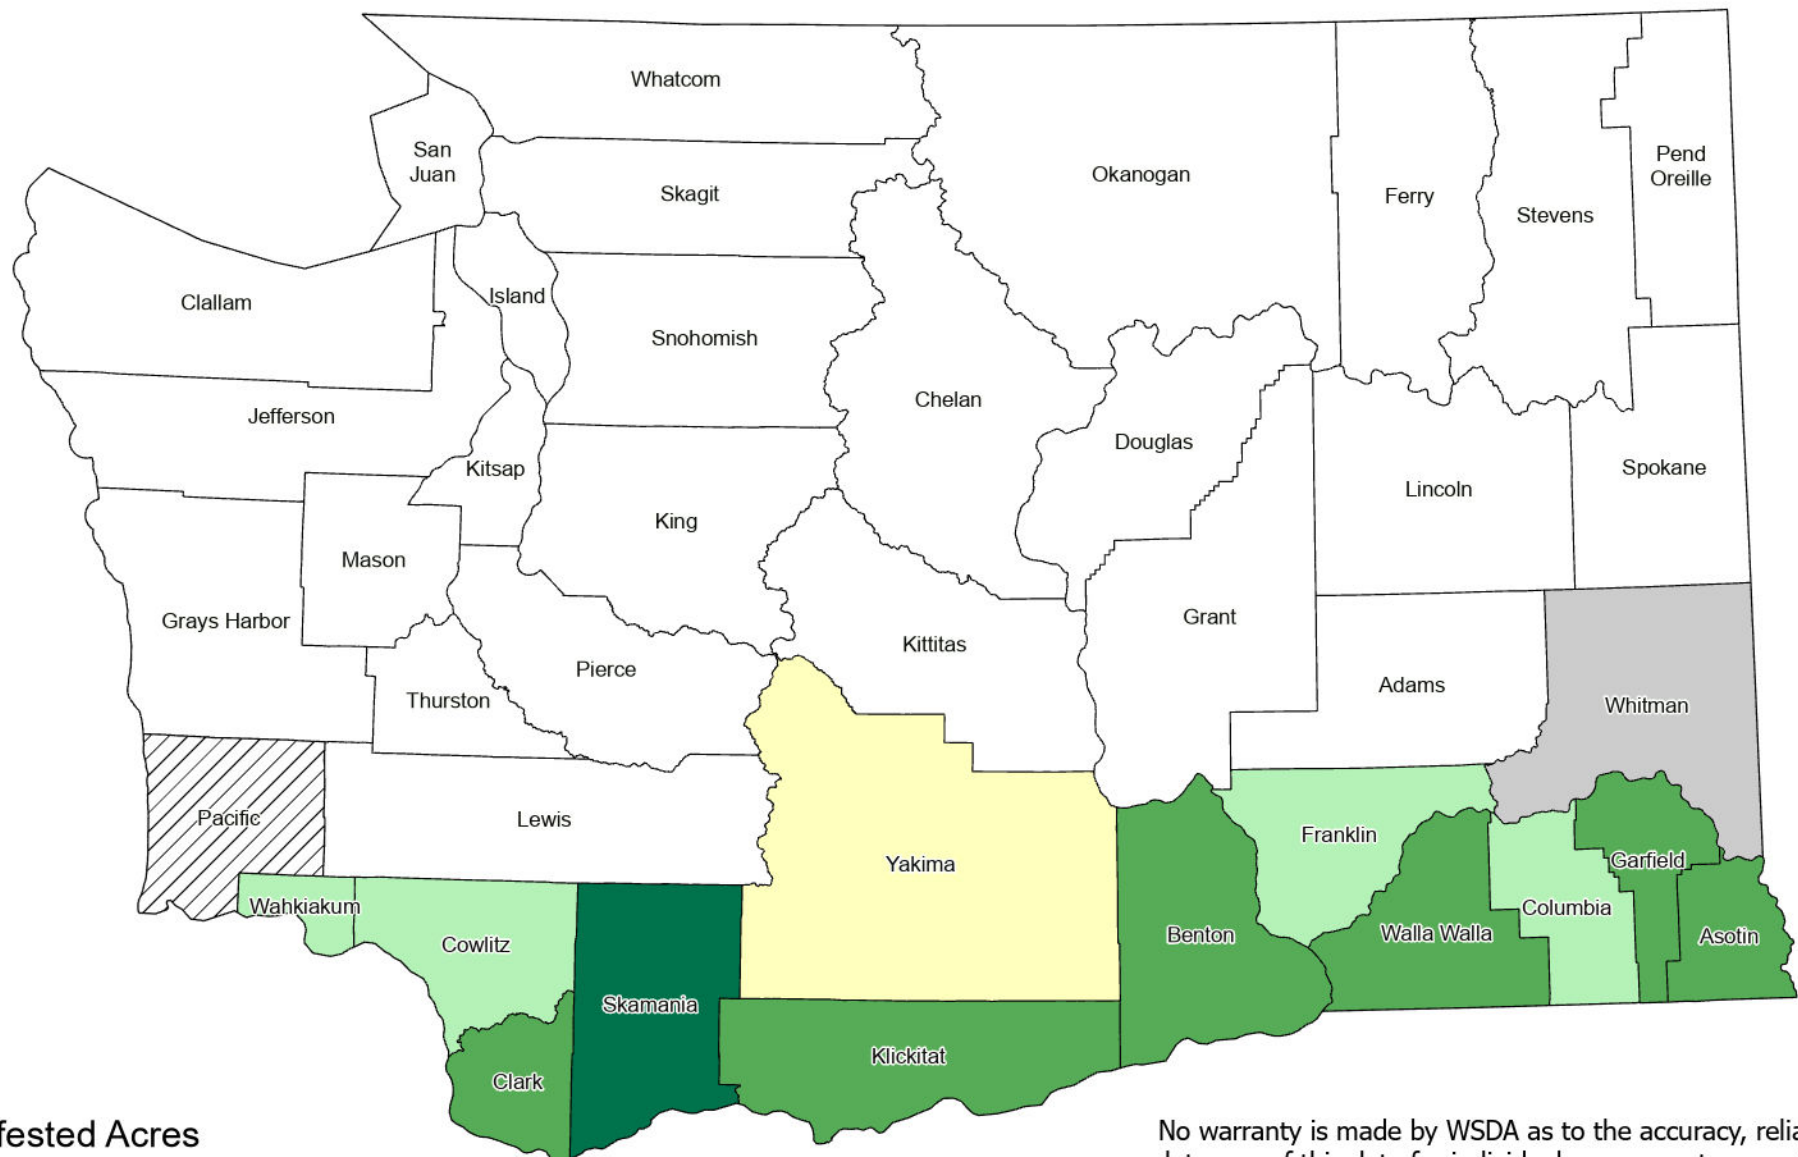 Whatcom
San
Juan
Skagit
Okanogan
Ferry
Stevens
Pend
Oreille
Clallam
Island
Snohomish
Chelan
Jefferson
Kitsap
Douglas
Lincoln
Spokane
King
Mason
Grays Harbor
Kittitas
Grant
Pierce
Thurston
Adams
Whitman
Pacific
Lewis
Yakima
Franklin
Garfield
Wahkiakum
Cowlitz
Columbia
Benton
Walla Walla
Asotin
Skamania
Klickitat
Clark
fested Acres
No warranty is made by WSDA as to the accuracy, relia